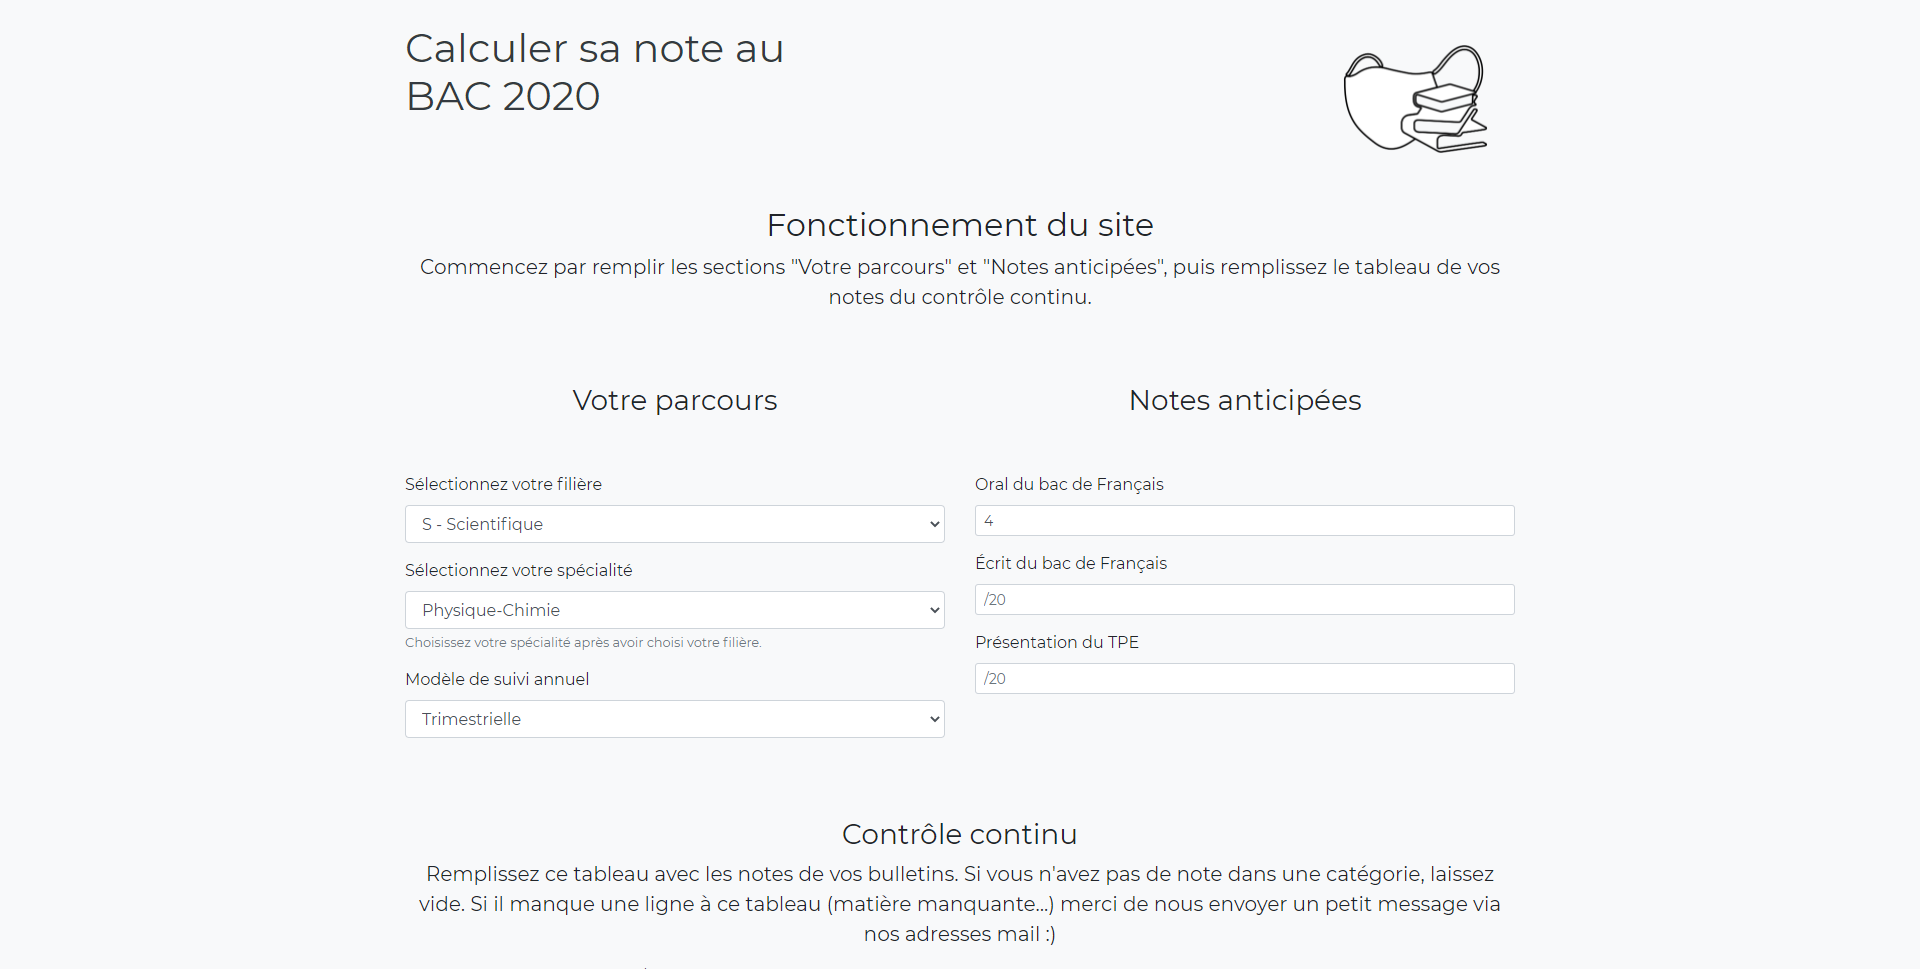 Calculer sa note au
BAC 2020
Fonctionnement du site
Commencez par remplir les sections "Votre parcours" et "Notes anticipées", puis remplissez le tableau de vos
notes du contrôle continu.
Votre parcours
Sélectionnez votre filière
S - Scientifique
Sélectionnez votre spécialité
Physique-Chimie
Choisissez votre spécialité après avoir choisi votre filière.
Modèle de suivi annuel
Trimestrielle
Notes anticipées
Oral du bac de Français
4
Écrit du bac de Français
/20
Présentation du TPE
/20
Contrôle continu
Remplissez ce tableau avec les notes de vos bulletins. Si vous n'avez pas de note dans une catégorie, laissez
vide. Si il manque une ligne à ce tableau (matière manquante...) merci de nous envoyer un petit message via
nos adresses mail :)